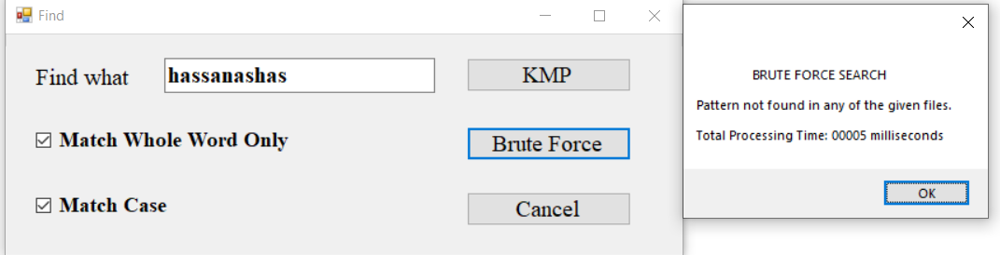 Find
Find what
hassanashas
KMP
Match Whole Word Only
Brute Force
Match Case
Cancel
BRUTE FORCE SEARCH
Pattern not found in any of the given files.
Total Processing Time: 00005 milliseconds
OK